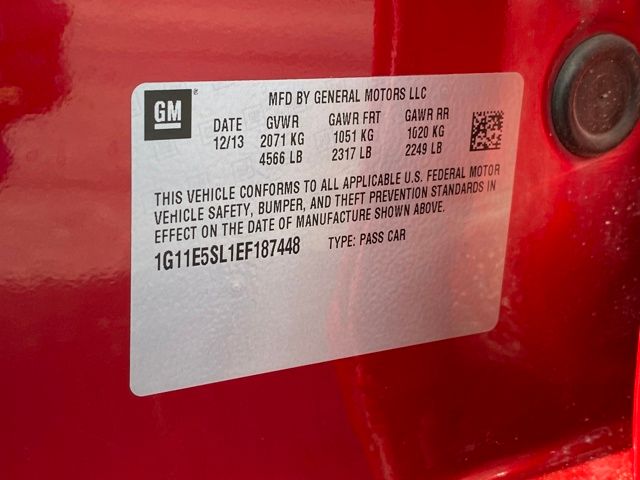 GM®
MFD BY GENERAL MOTORS LLC
DATE GVWR GAWR FRT GAWR RR
12/13 2071 KG 1051 KG 1020 KG
4566 LB 2317 LB 2249 LB
THIS VEHICLE CONFORMS TO ALL APPLICABLE U.S. FEDERAL MOTOR
VEHICLE SAFETY, BUMPER, AND THEFT PREVENTION STANDARDS IN
EFFECT ON THE DATE OF MANUFACTURE SHOWN ABOVE.
1G11E5SL1EF187448 TYPE: PASS CAR